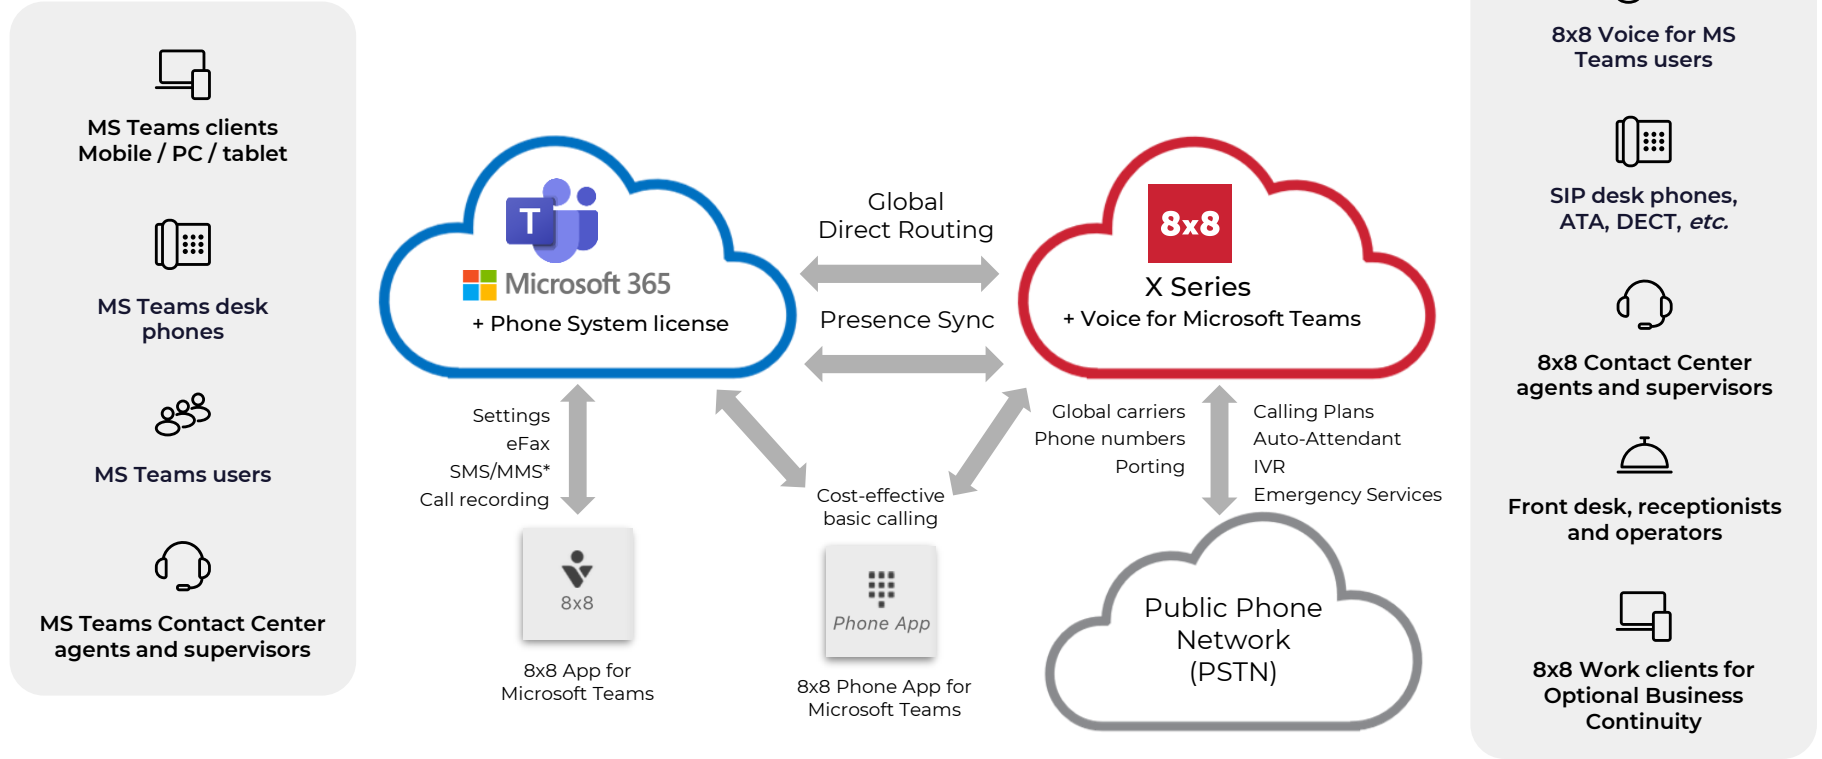 MS Teams clients
Mobile / PC / tablet
MS Teams desk
phones
MS Teams users
MS Teams Contact Center
agents and supervisors
T
Microsoft 365
+ Phone System license
Global
Direct Routing
Presence Sync
8x8
X Series
+ Voice for Microsoft Teams
Settings
eFax
SMS/MMS*
Call recording
Cost-effective
basic calling
Global carriers
Phone numbers
Porting
Calling Plans
Auto-Attendant
IVR
Emergency Services
8x8
8x8 App for
Microsoft Teams
Phone App
8x8 Phone App for
Microsoft Teams
Public Phone
Network
(PSTN)
8x8 Voice for MS
Teams users
SIP desk phones,
ATA, DECT, etc.
8x8 Contact Center
agents and supervisors
Front desk, receptionists
and operators
8x8 Work clients for
Optional Business
Continuity